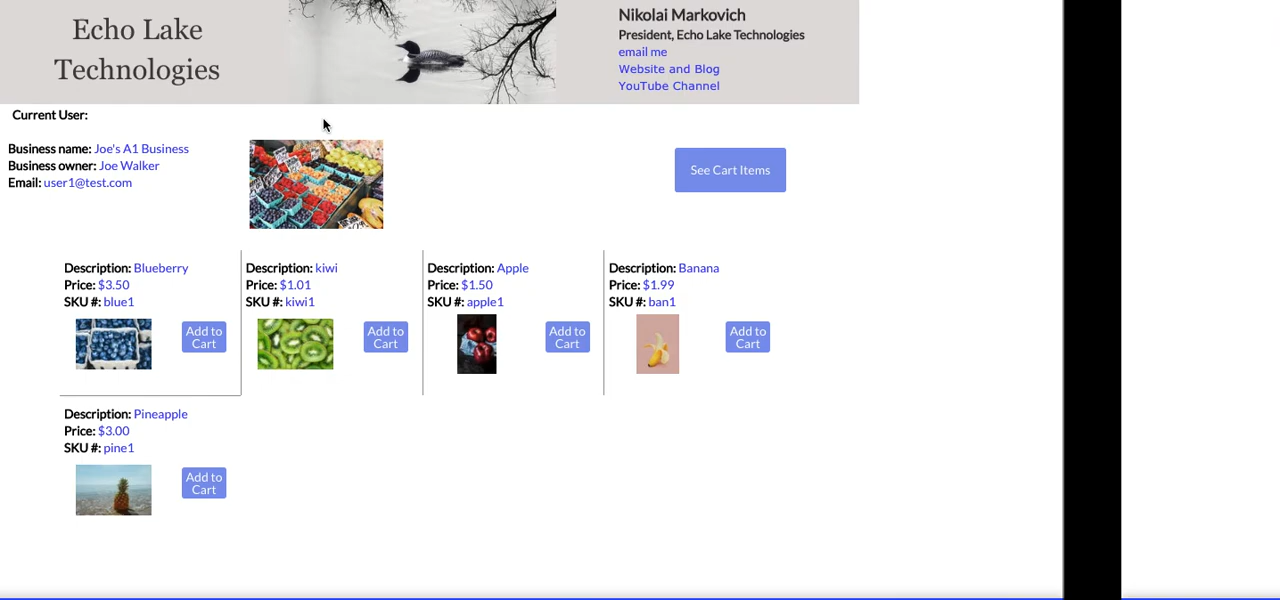 Echo Lake
Technologies
Nikolai Markovich
President, Echo Lake Technologies
email me
Website and Blog
YouTube Channel
Current User:
Business name: Joe's A1 Business
Business owner: Joe Walker
Email: user1@test.com
See Cart Items
Description: Blueberry
Price: $3.50
SKU #: blue1
Add to
Cart
Description: kiwi
Price: $1.01
SKU #: kiwi1
Add to
Cart
Description: Apple
Price: $1.50
SKU #: apple1
Add to
Cart
Description: Banana
Price: $1.99
SKU #: ban1
Add to
Cart
Description: Pineapple
Price: $3.00
SKU #: pine1
Add to
Cart